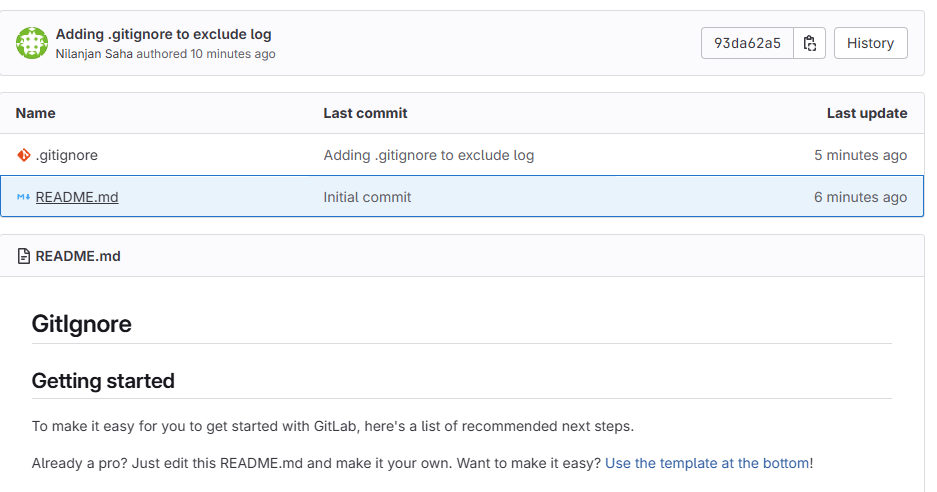 Adding .gitignore to exclude log
Nilanjan Saha authored 10 minutes ago
93da62a5
History
Name Last commit Last update
.gitignore Adding .gitignore to exclude log 5 minutes ago
README.md Initial commit 6 minutes ago
README.md
GitIgnore
Getting started
To make it easy for you to get started with GitLab, here's a list of recommended next steps.
Already a pro? Just edit this README.md and make it your own. Want to make it easy? Use the template at the bottom!